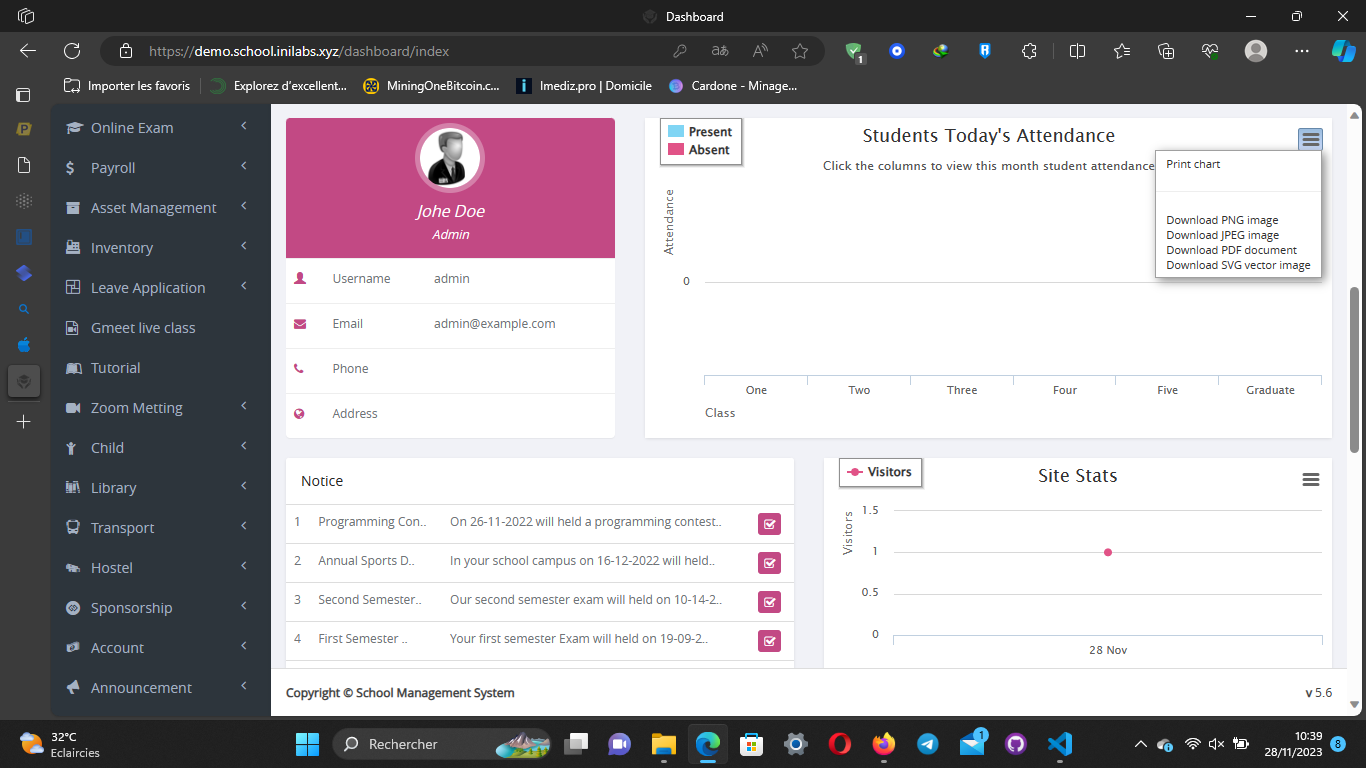 Dashboard
https://demo.school.inilabs.xyz/dashboard/index
1
Importer les favoris
Explorez d'excellent...
MiningOneBitcoin.c...
Imediz.pro | Domicile
Cardone - Minage...
Online Exam
Payroll
Asset Management
Inventory
Leave Application
Gmeet live class
Tutorial
Zoom Metting
Child
Library
Transport
Hostel
Sponsorship
Account
Announcement
Johe Doe
Admin
Username admin
Email admin@example.com
Phone
Address
Present
Absent
Students Today's Attendance
Click the columns to view this month student attendance
Print chart
Download PNG image
Download JPEG image
Download PDF document
Download SVG vector image
Attendance
0
One Two Three Four Five Graduate
Class
Notice
1 Programming Con.. On 26-11-2022 will held a programming contest..
2 Annual Sports D.. In your school campus on 16-12-2022 will held..
3 Second Semester.. Our second semester exam will held on 10-14-2..
4 First Semester .. Your first semester Exam will held on 19-09-2..
Visitors
Site Stats
Visitors
1.5
1
0.5
0
28 Nov
Copyright © School Management System
v 5.6
32°C
Eclaircies
Rechercher
1
10:39
28/11/2023
8